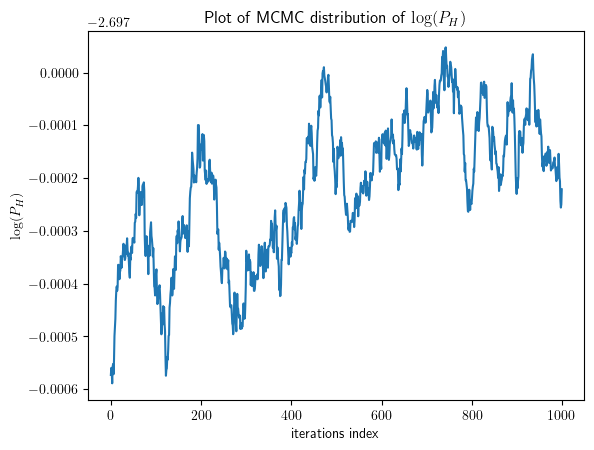 Plot of MCMC distribution of log(P_H)
−2.697
0.0000
−0.0001
−0.0002
−0.0003
−0.0004
−0.0005
−0.0006
log(P_H)
0 200 400 600 800 1000
iterations index